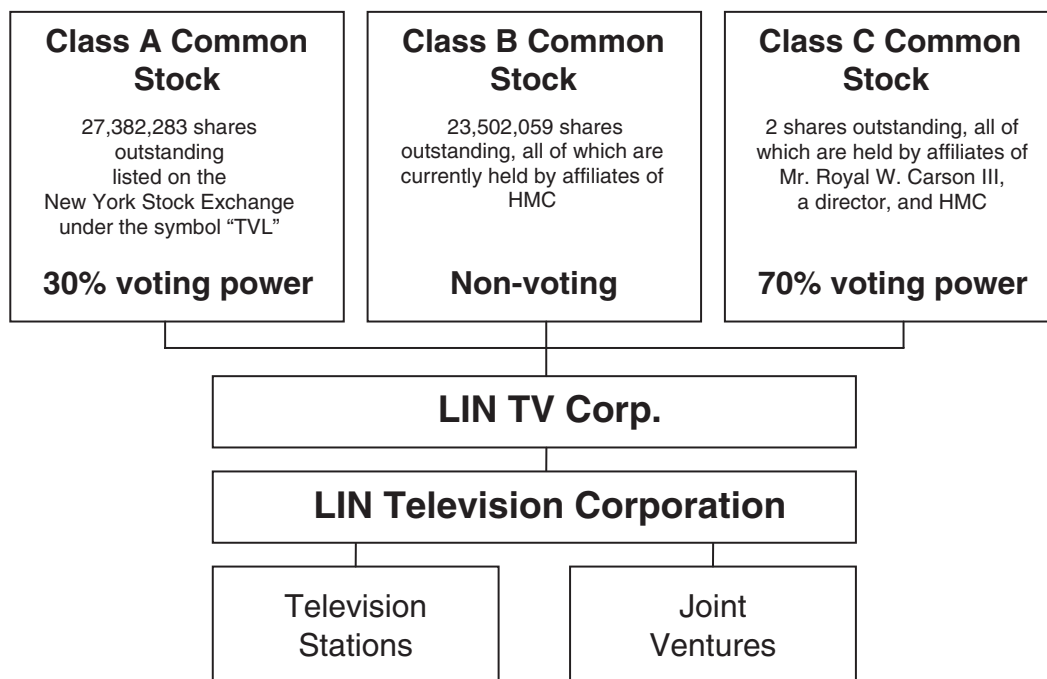 Class A Common
Stock
27,382,283 shares
outstanding
listed on the
New York Stock Exchange
under the symbol “TVL”
30% voting power
Class B Common
Stock
23,502,059 shares
outstanding, all of which are
currently held by affiliates of
HMC
Non-voting
Class C Common
Stock
2 shares outstanding, all of
which are held by affiliates of
Mr. Royal W. Carson III,
a director, and HMC
70% voting power
LIN TV Corp.
LIN Television Corporation
Television
Stations
Joint
Ventures